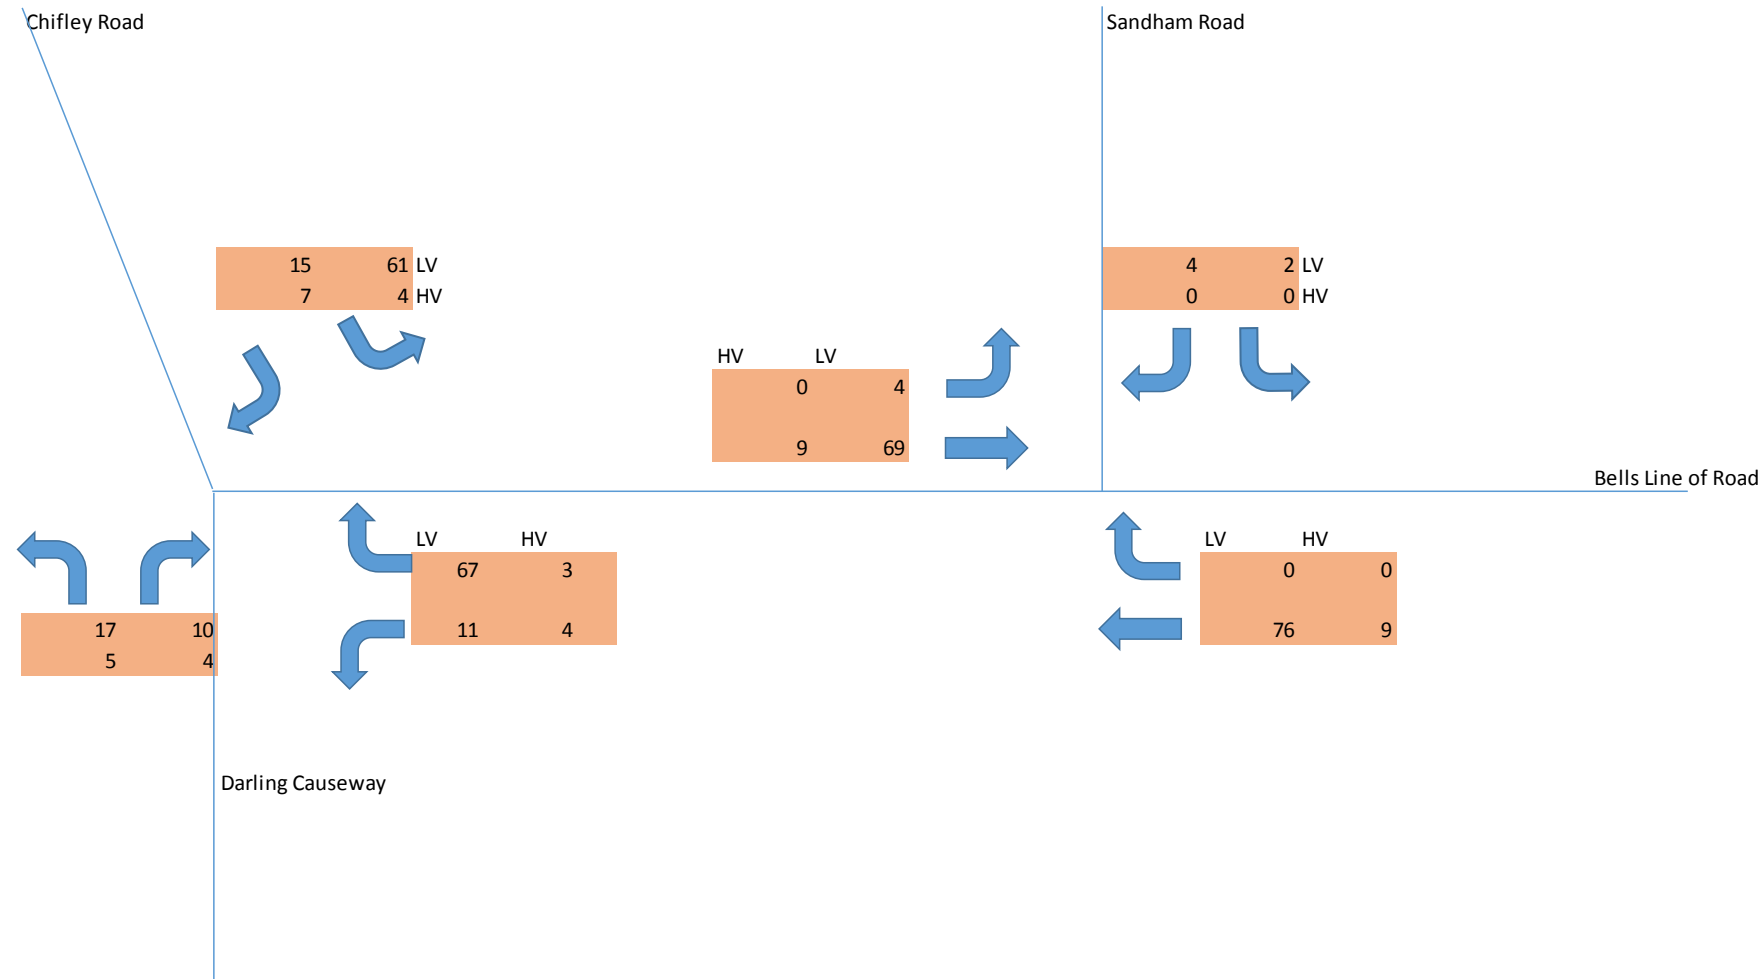 Chifley Road
Sandham Road
15 61 LV
7 4 HV
4 2 LV
0 0 HV
HV LV
0 4
9 69
Bells Line of Road
LV HV
67 3
11 4
LV HV
0 0
76 9
17 10
5 4
Darling Causeway